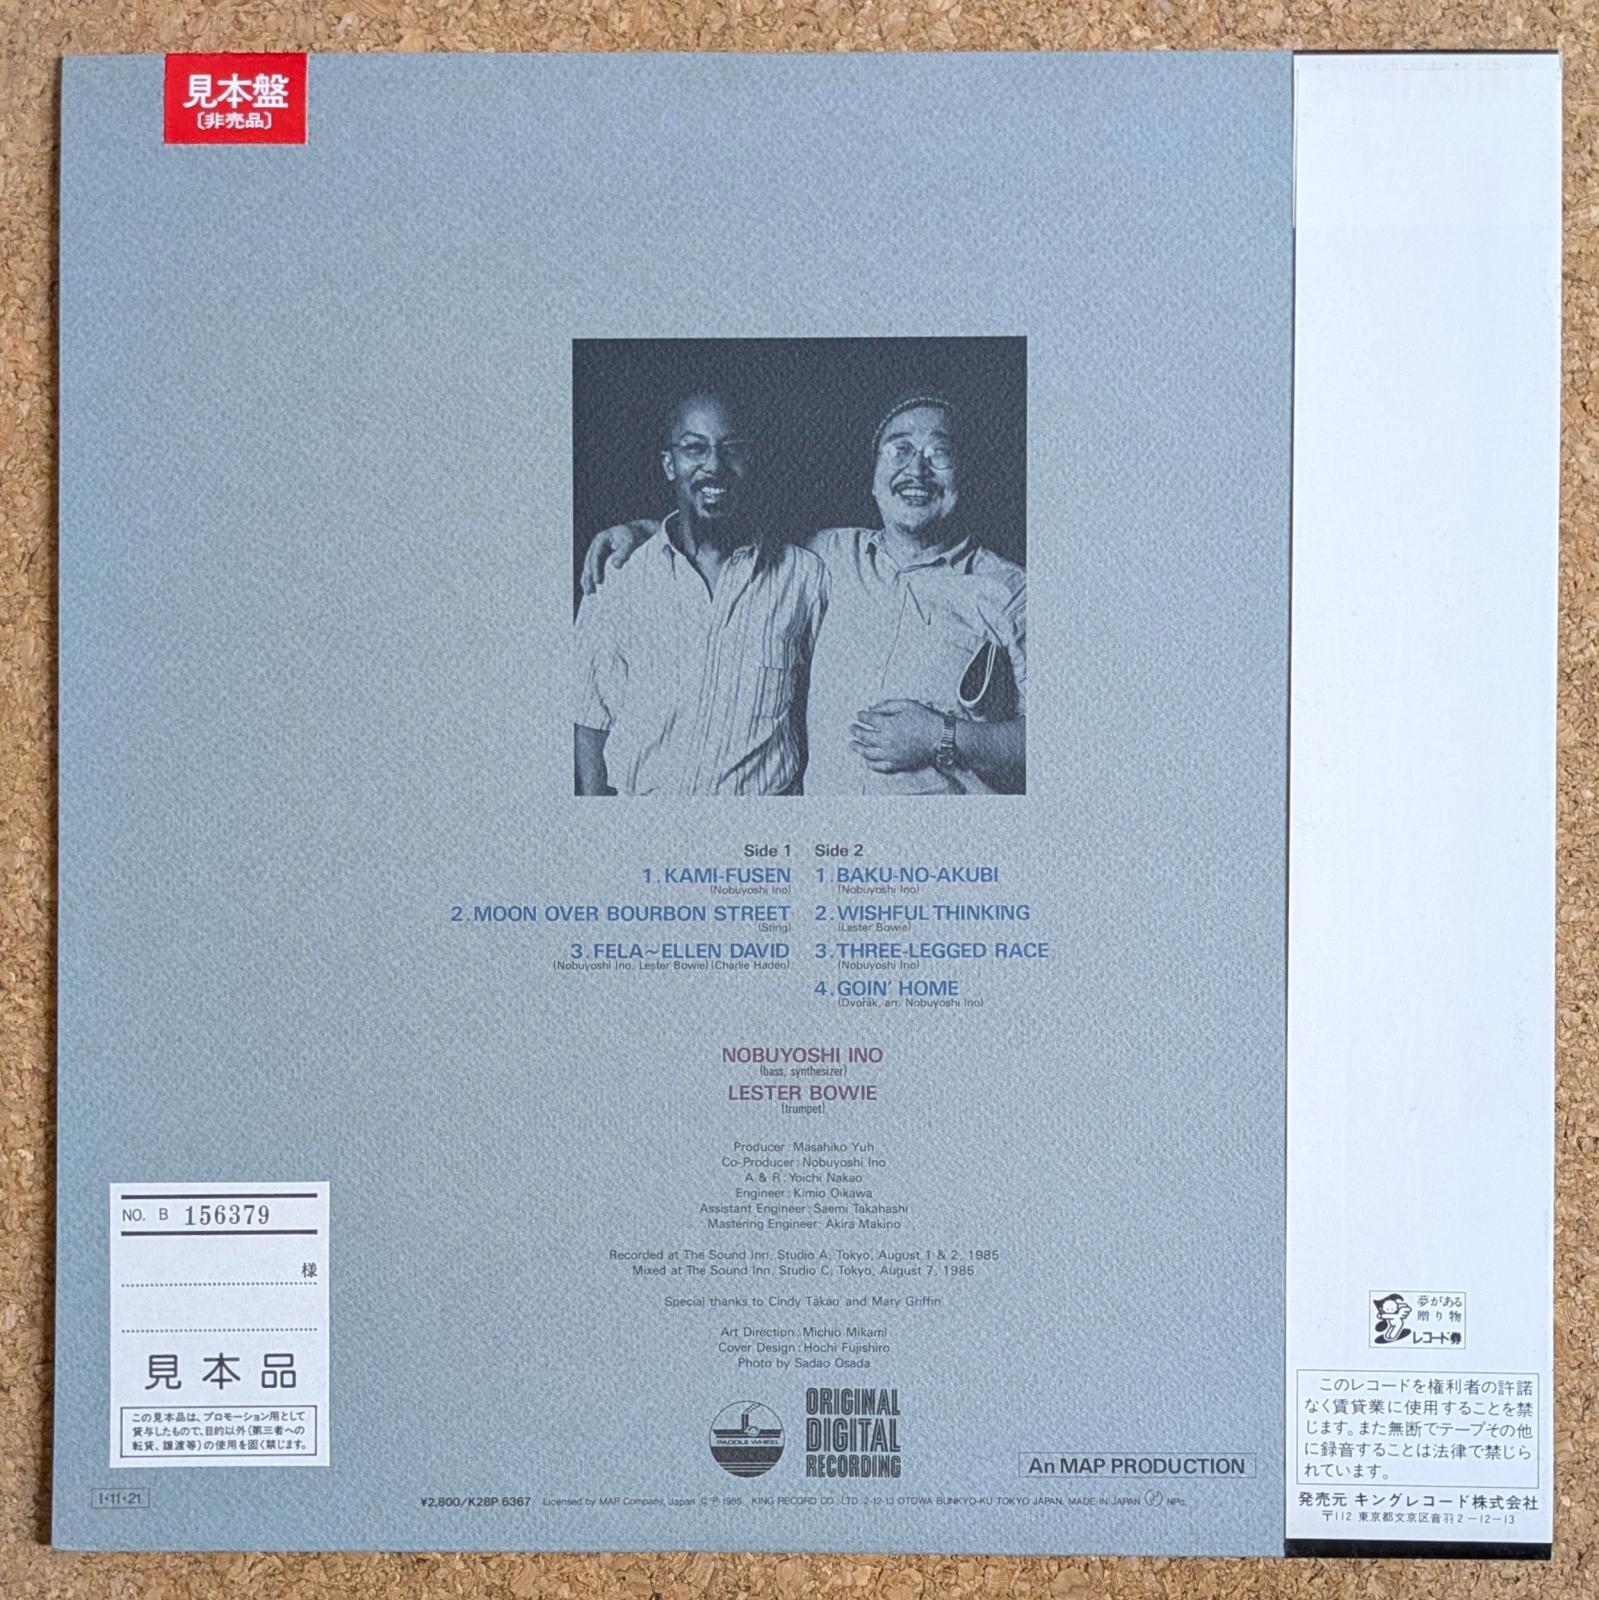 見本盤
〔非売品〕
Side 1
1.KAMI-FUSEN
(Nobuyoshi Ino)
2.MOON OVER BOURBON STREET
(Sting)
3.FELA~ELLEN DAVID
(Nobuyoshi Ino, Lester Bowie) (Charlie Haden)
Side 2
1.BAKU-NO-AKUBI
(Nobuyoshi Ino)
2.WISHFUL THINKING
(Lester Bowie)
3.THREE-LEGGED RACE
(Nobuyoshi Ino)
4.GOIN' HOME
(Dvořák, arr. Nobuyoshi Ino)
NOBUYOSHI INO
(bass, synthesizer)
LESTER BOWIE
(trumpet)
Producer : Masahiko Yuh
Co-Producer : Nobuyoshi Ino
A & R : Yoichi Nakao
Engineer : Kimio Oikawa
Assistant Engineer : Saemi Takahashi
Mastering Engineer : Akira Makino
Recorded at The Sound Inn, Studio A, Tokyo, August 1 & 2, 1985
Mixed at The Sound Inn, Studio C, Tokyo, August 7, 1985
Special thanks to Cindy Takao and Mary Griffin
Art Direction : Michio Mikami
Cover Design : Hochi Fujishiro
Photo by Sadao Osada
PADDLE WHEEL
ORIGINAL
DIGITAL
RECORDING
An MAP PRODUCTION
NO. B 156379
様
見本品
この見本品は、プロモーション用として
貸与したもので、目的以外(第三者への
転貸、譲渡等)の使用を固く禁じます。
I·11·21
¥2,800/K28P 6367 Licensed by MAP Company, Japan Ⓒ Ⓟ 1985 KING RECORD CO., LTD. 2-12-13 OTOWA BUNKYO-KU TOKYO JAPAN. MADE IN JAPAN NPc.
夢がある
贈り物
レコード券
このレコードを権利者の許諾
なく賃貸業に使用することを禁
じます。また無断でテープその他
に録音することは法律で禁じら
れています。
発売元 キングレコード株式会社
〒112 東京都文京区音羽2-12-13